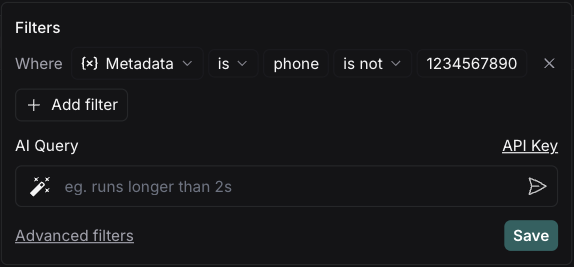 Filters
Where {×} Metadata is phone is not 1234567890
+ Add filter
AI Query API Key
eg. runs longer than 2s
Advanced filters Save